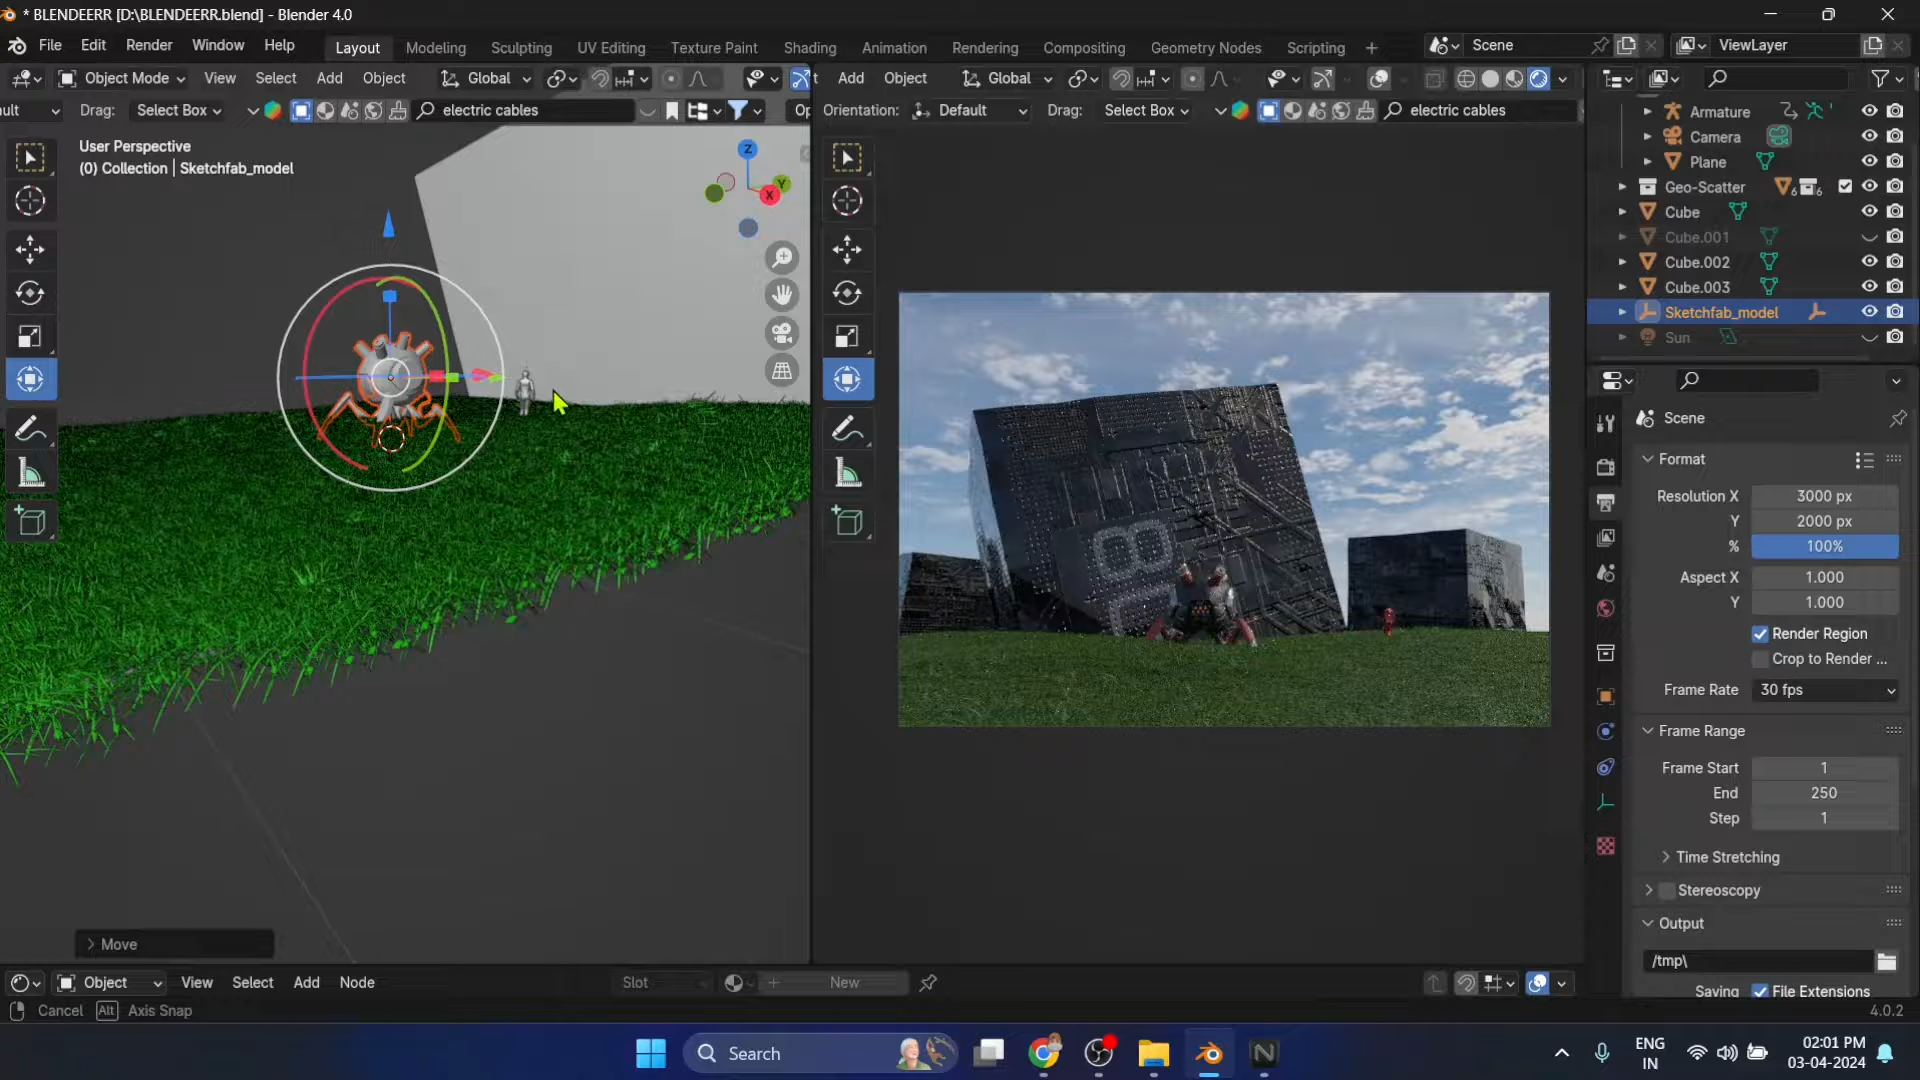 * BLENDEERR [D:\BLENDEERR.blend] - Blender 4.0
File Edit Render Window Help Layout Modeling Sculpting UV Editing Texture Paint Shading Animation Rendering Compositing Geometry Nodes Scripting + Scene ViewLayer
Object Mode View Select Add Object Global
t Add Object Global
ult Drag: Select Box electric cables Op
Orientation: Default Drag: Select Box electric cables
User Perspective
(0) Collection | Sketchfab_model
Z
Y
X
8
Armature
Camera
Plane
Geo-Scatter 6 6
Cube
Cube.001
Cube.002
Cube.003
Sketchfab_model
Sun
Scene
Format
Resolution X 3000 px
Y 2000 px
% 100%
Aspect X 1.000
Y 1.000
Render Region
Crop to Render ...
Frame Rate 30 fps
Frame Range
Frame Start 1
End 250
Step 1
Time Stretching
Stereoscopy
Output
/tmp\
Saving File Extensions
Move
Object View Select Add Node Slot New
Cancel Alt Axis Snap
4.0.2
Search
ENG
IN
02:01 PM
03-04-2024